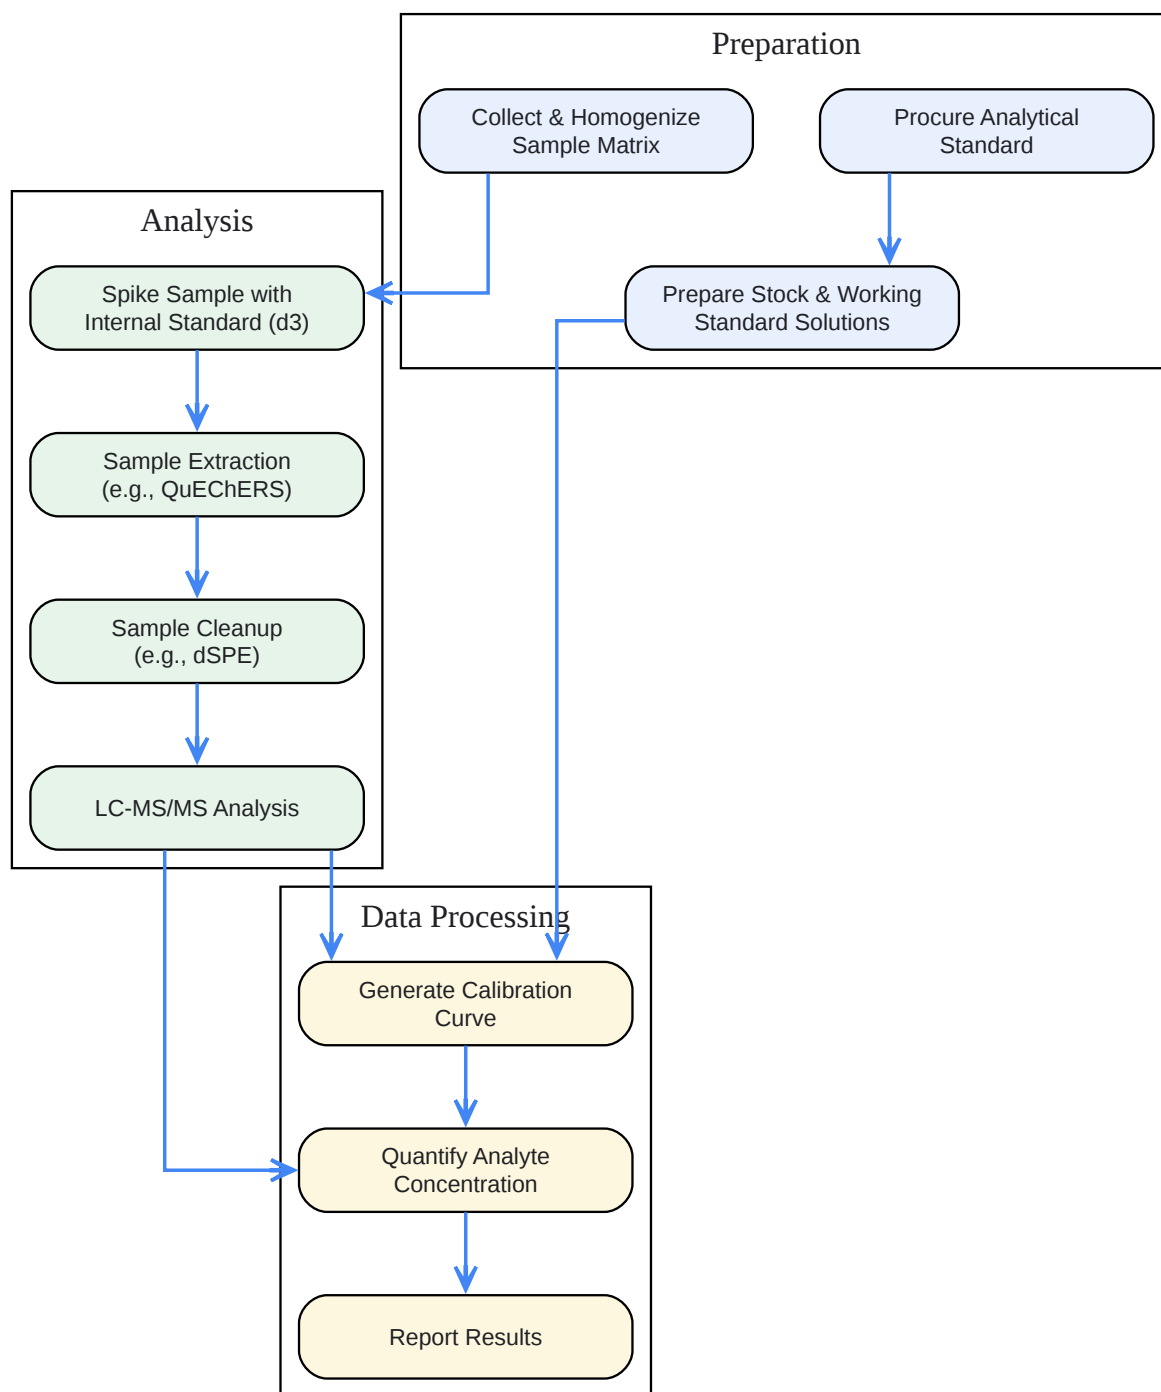 Preparation
Collect & Homogenize
Sample Matrix
Procure Analytical
Standard
Prepare Stock & Working
Standard Solutions
Analysis
Spike Sample with
Internal Standard (d3)
Sample Extraction
(e.g., QuEChERS)
Sample Cleanup
(e.g., dSPE)
LC-MS/MS Analysis
Data Processing
Generate Calibration
Curve
Quantify Analyte
Concentration
Report Results